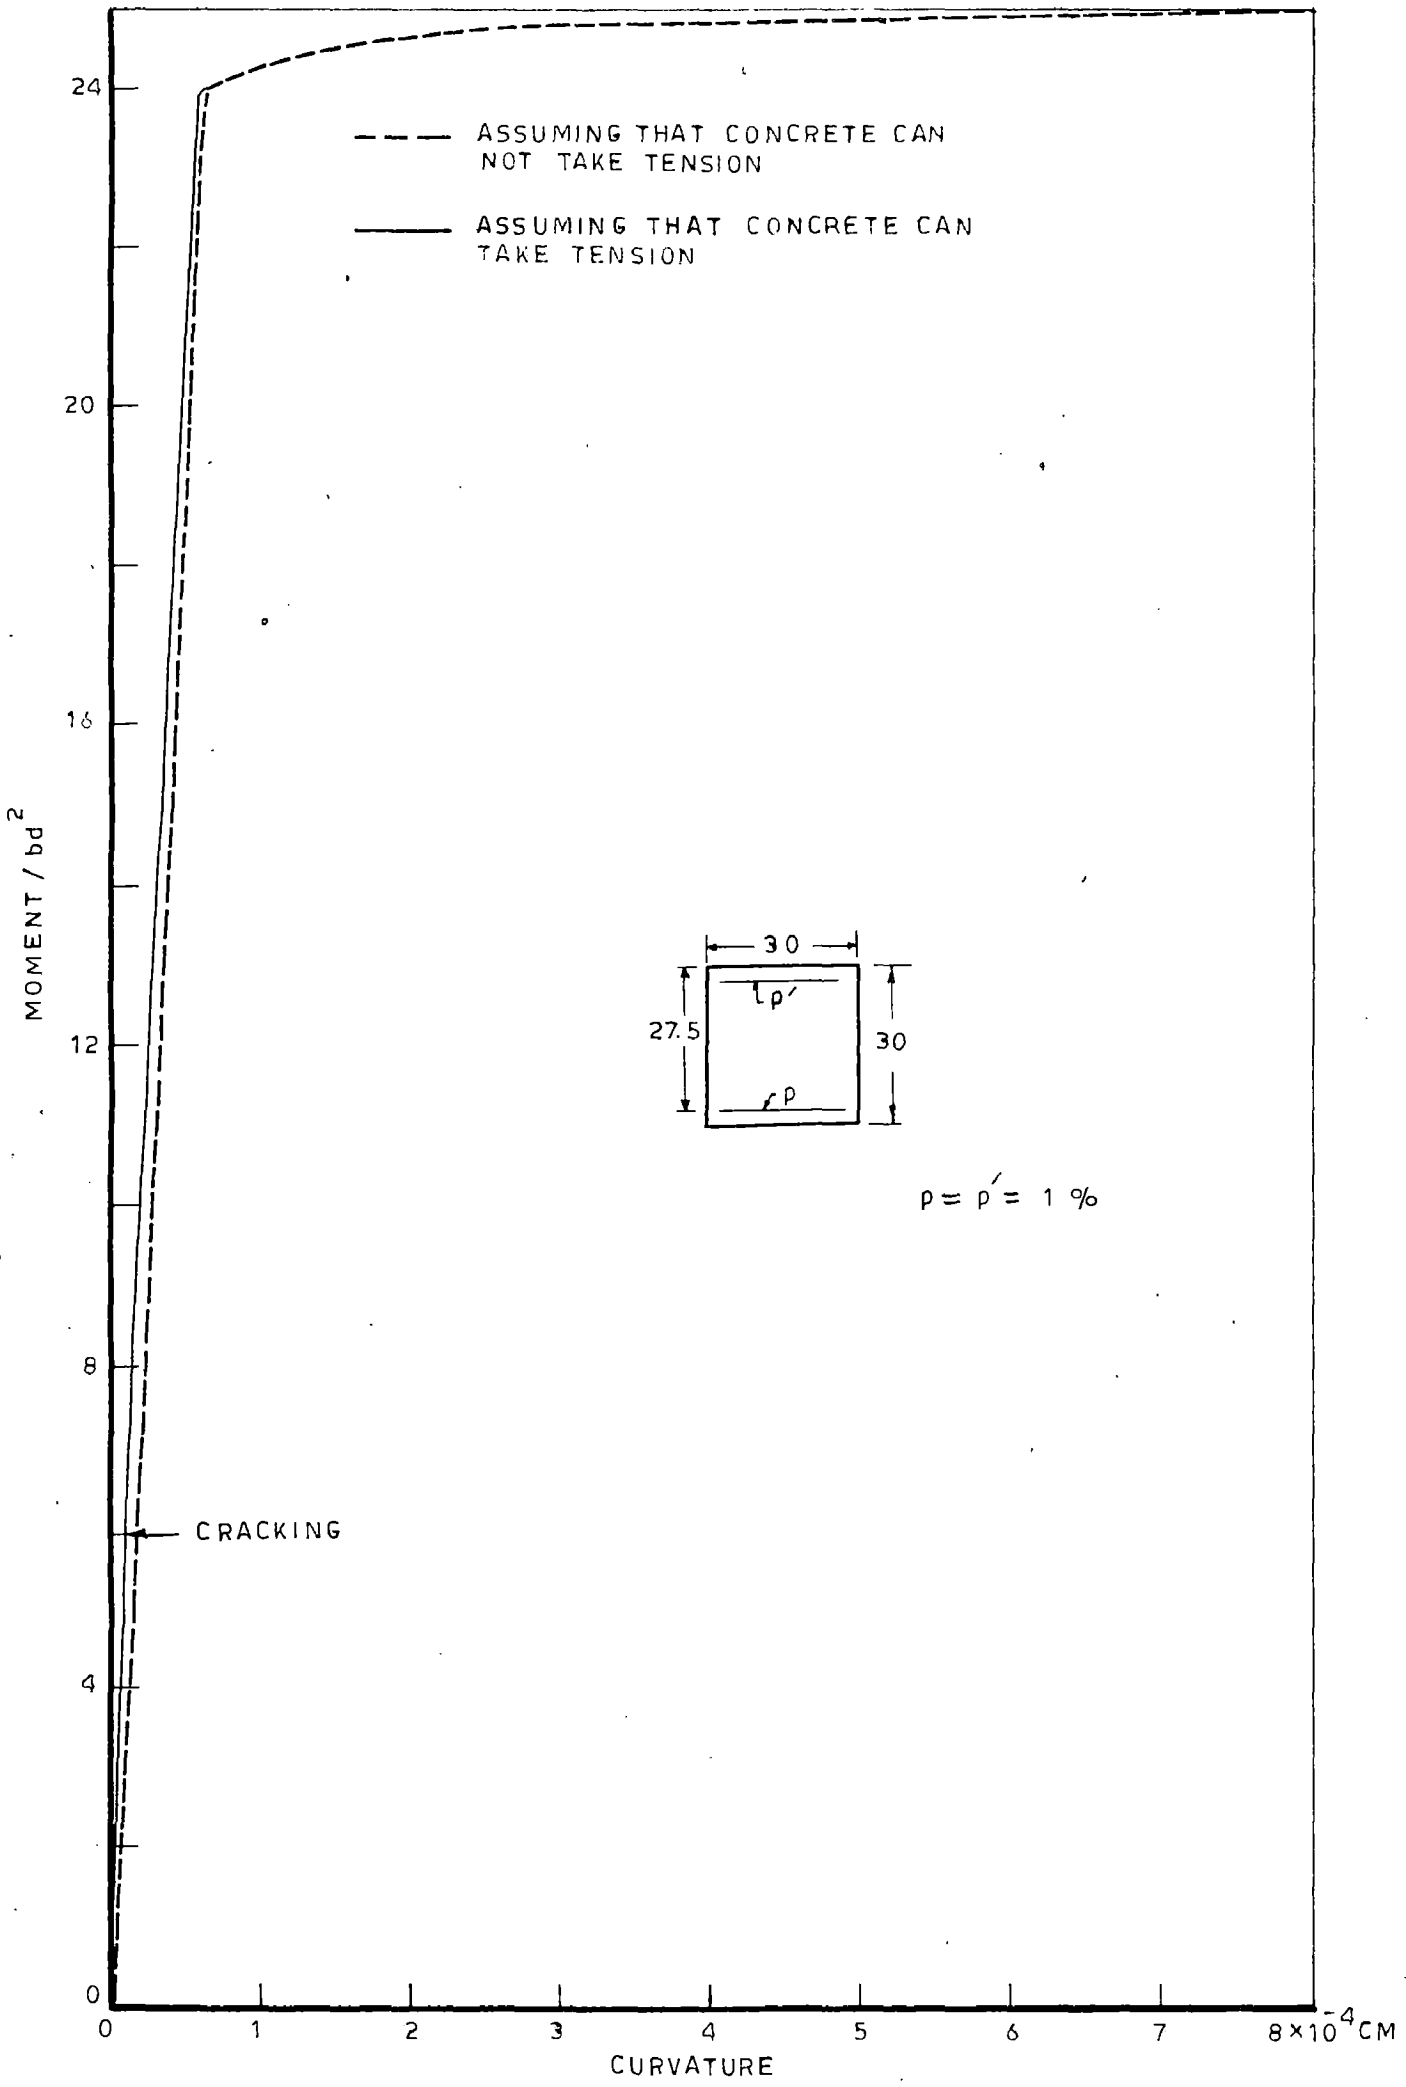 24
ASSUMING THAT CONCRETE CAN
NOT TAKE TENSION
ASSUMING THAT CONCRETE CAN
TAKE TENSION
20
16
MOMENT / bd²
30
p′
27.5
30
12
p
p = p′ = 1 %
8
CRACKING
4
0
0 1 2 3 4 5 6 7 8 × 10⁻⁴ CM
CURVATURE